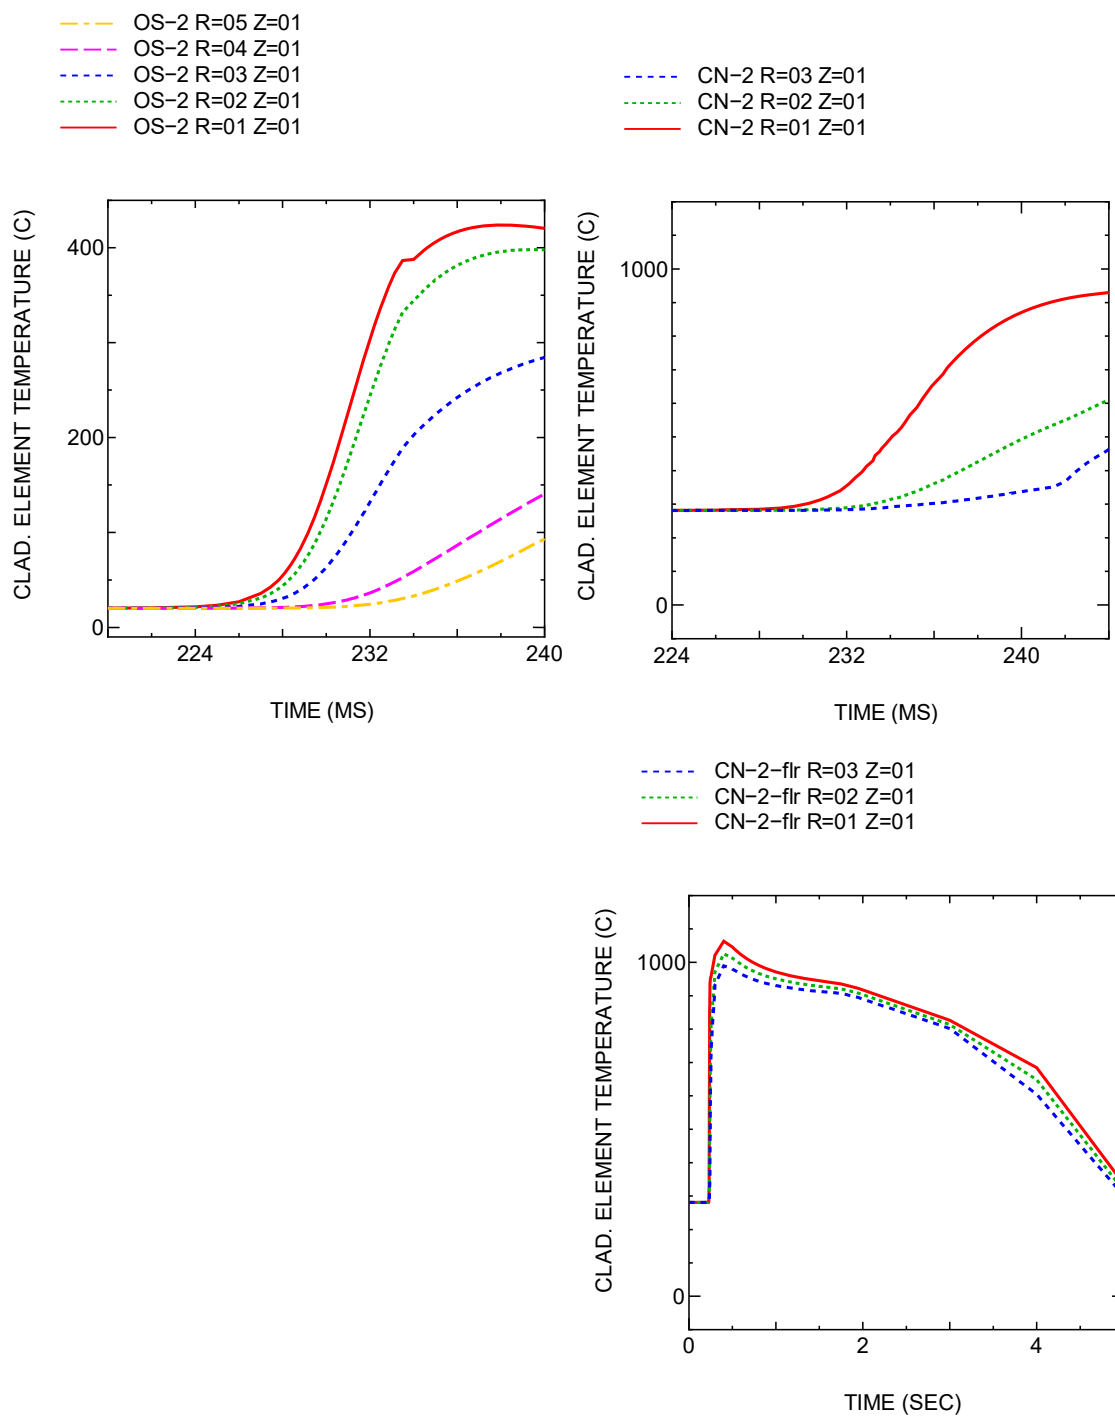 OS−2 R=05 Z=01
OS−2 R=04 Z=01
OS−2 R=03 Z=01
OS−2 R=02 Z=01
OS−2 R=01 Z=01
CLAD. ELEMENT TEMPERATURE (C)
400
200
0
224
232
240
TIME (MS)
CN−2 R=03 Z=01
CN−2 R=02 Z=01
CN−2 R=01 Z=01
CLAD. ELEMENT TEMPERATURE (C)
1000
0
224
232
240
TIME (MS)
CN−2−flr R=03 Z=01
CN−2−flr R=02 Z=01
CN−2−flr R=01 Z=01
CLAD. ELEMENT TEMPERATURE (C)
1000
0
0
2
4
TIME (SEC)